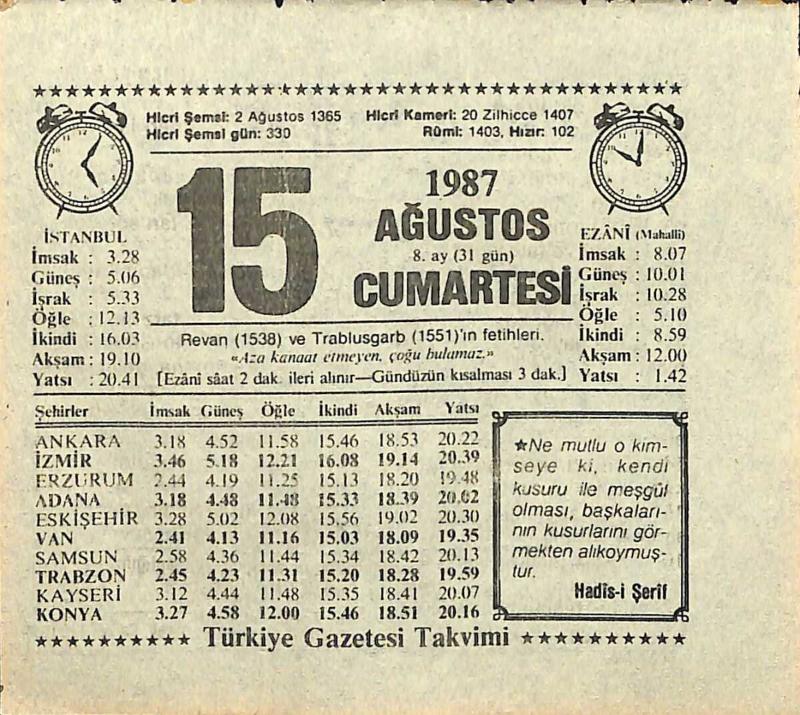 Hicri Şemsi: 2 Ağustos 1365 Hicrî Kamerî: 20 Zilhicce 1407
Hicrî Şemsî gün: 330 Rûmî: 1403, Hızır: 102
15
1987
AĞUSTOS
8. ay (31 gün)
CUMARTESİ
İSTANBUL
İmsak : 3.28
Güneş : 5.06
İşrak : 5.33
Öğle : 12.13
İkindi : 16.03
Akşam : 19.10
Yatsı : 20.41
EZÂNÎ (Mahallî)
İmsak : 8.07
Güneş : 10.01
İşrak : 10.28
Öğle : 5.10
İkindi : 8.59
Akşam : 12.00
Yatsı : 1.42
Revan (1538) ve Trablusgarb (1551)'ın fetihleri.
«Aza kanaat etmeyen, çoğu bulamaz.»
[Ezânî sâat 2 dak. ileri alınır—Gündüzün kısalması 3 dak.]
Şehirler İmsak Güneş Öğle İkindi Akşam Yatsı
ANKARA 3.18 4.52 11.58 15.46 18.53 20.22
İZMİR 3.46 5.18 12.21 16.08 19.14 20.39
ERZURUM 2.44 4.19 11.25 15.13 18.20 19.48
ADANA 3.18 4.48 11.48 15.33 18.39 20.02
ESKİŞEHİR 3.28 5.02 12.08 15.56 19.02 20.30
VAN 2.41 4.13 11.16 15.03 18.09 19.35
SAMSUN 2.58 4.36 11.44 15.34 18.42 20.13
TRABZON 2.45 4.23 11.31 15.20 18.28 19.59
KAYSERİ 3.12 4.44 11.48 15.35 18.41 20.07
KONYA 3.27 4.58 12.00 15.46 18.51 20.16
★Ne mutlu o kim-
seye ki, kendi
kusuru ile meşgûl
olması, başkaları-
nın kusurlarını gör-
mekten alıkoymuş-
tur.
Hadîs-i Şerîf
★★★★★★★★★★ Türkiye Gazetesi Takvimi ★★★★★★★★★★